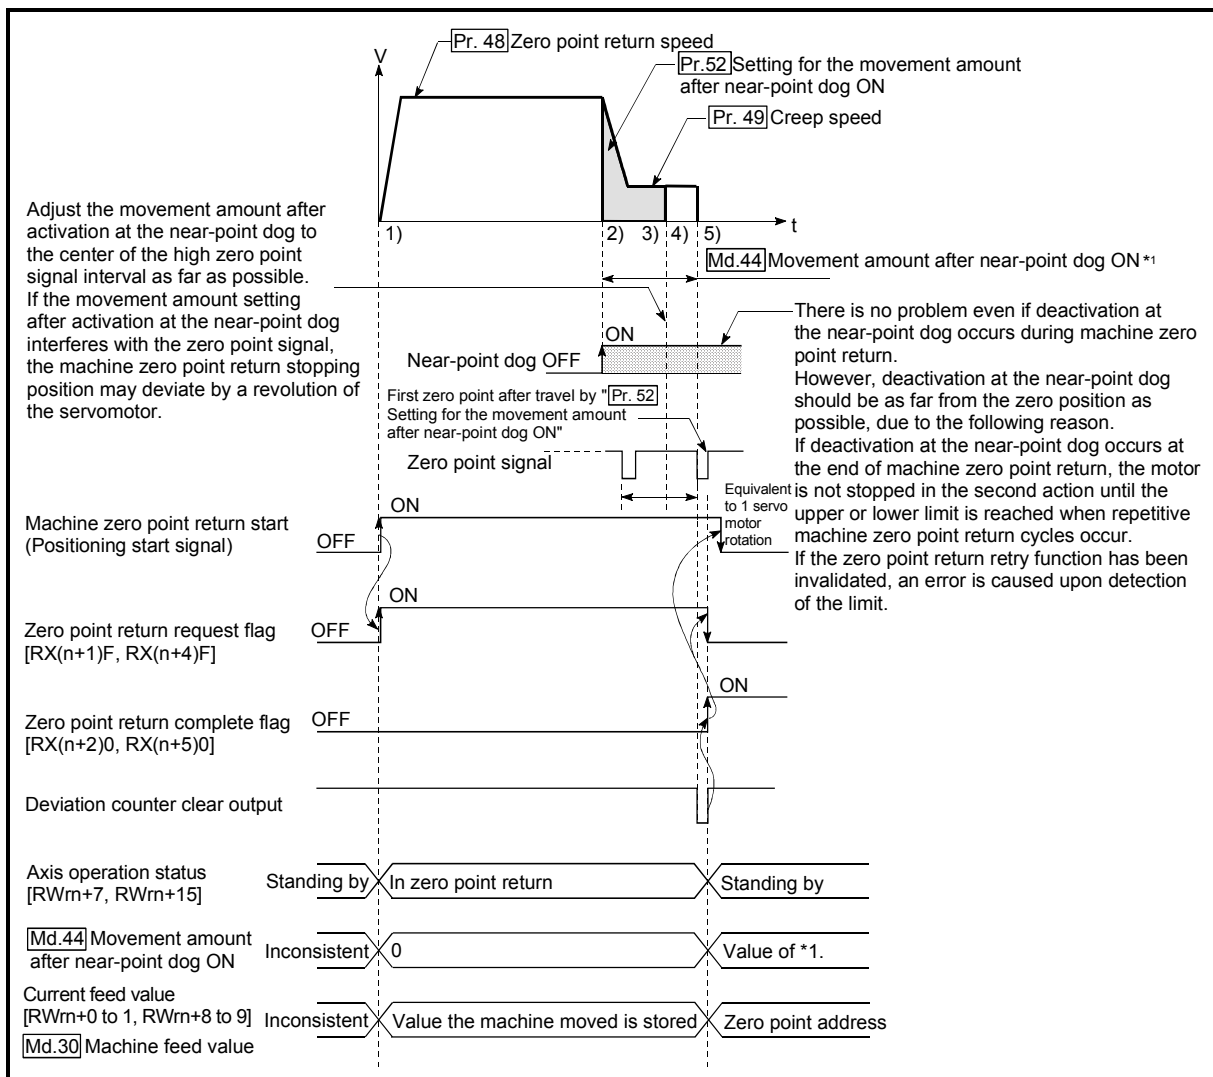 V
Pr. 48 Zero point return speed
Pr.52 Setting for the movement amount
after near-point dog ON
Pr. 49 Creep speed
t
1)
2)
3)
4)
5)
Adjust the movement amount after
activation at the near-point dog to
the center of the high zero point
signal interval as far as possible.
If the movement amount setting
after activation at the near-point dog
interferes with the zero point signal,
the machine zero point return stopping
position may deviate by a revolution of
the servomotor.
Md.44 Movement amount after near-point dog ON *1
There is no problem even if deactivation at
the near-point dog occurs during machine zero
point return.
However, deactivation at the near-point dog
should be as far from the zero position as
possible, due to the following reason.
If deactivation at the near-point dog occurs at
the end of machine zero point return, the motor
is not stopped in the second action until the
upper or lower limit is reached when repetitive
machine zero point return cycles occur.
If the zero point return retry function has been
invalidated, an error is caused upon detection
of the limit.
ON
Near-point dog OFF
First zero point after travel by "Pr. 52
Setting for the movement amount
after near-point dog ON"
Zero point signal
Equivalent
to 1 servo
motor
rotation
Machine zero point return start
(Positioning start signal)
OFF
ON
Zero point return request flag
[RX(n+1)F, RX(n+4)F]
OFF
ON
Zero point return complete flag
[RX(n+2)0, RX(n+5)0]
OFF
ON
Deviation counter clear output
Axis operation status
[RWrn+7, RWrn+15]
Standing by
In zero point return
Standing by
Md.44 Movement amount
after near-point dog ON
Inconsistent
0
Value of *1.
Current feed value
[RWrn+0 to 1, RWrn+8 to 9]
Md.30 Machine feed value
Inconsistent
Value the machine moved is stored
Zero point address